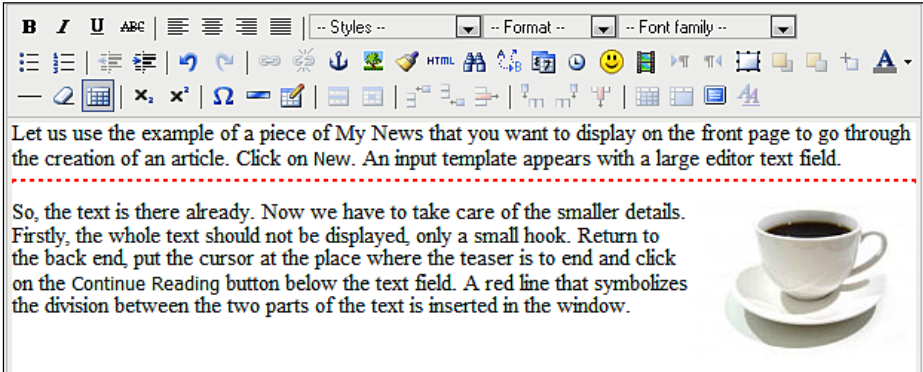 B I U ABC -- Styles -- -- Format -- -- Font family --
HTML A
X₂ X² Ω
Let us use the example of a piece of My News that you want to display on the front page to go through
the creation of an article. Click on New. An input template appears with a large editor text field.
So, the text is there already. Now we have to take care of the smaller details.
Firstly, the whole text should not be displayed, only a small hook. Return to
the back end, put the cursor at the place where the teaser is to end and click
on the Continue Reading button below the text field. A red line that symbolizes
the division between the two parts of the text is inserted in the window.